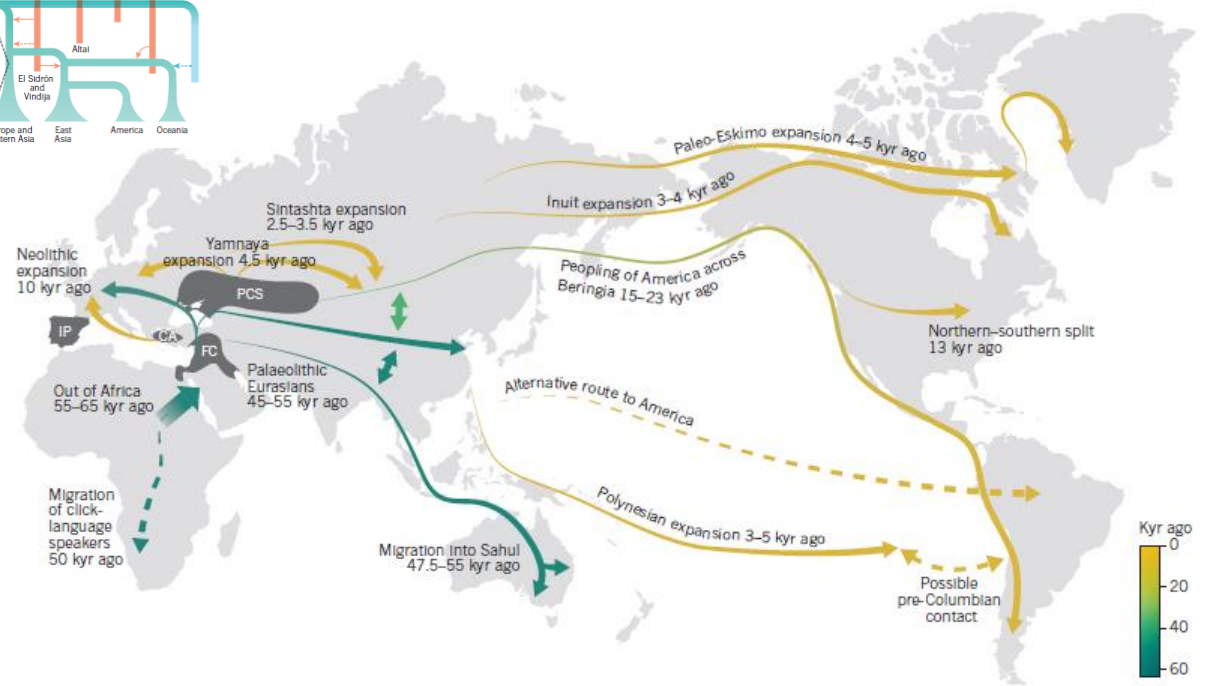 Altai
El Sidrón
and
Vindija
East
Asia
America
Oceania
Paleo-Eskimo expansion 4–5 kyr ago
Inuit expansion 3–4 kyr ago
Sintashta expansion
2.5–3.5 kyr ago
Yamnaya
expansion 4.5 kyr ago
Neolithic
expansion
10 kyr ago
PCS
Peopling of America across
Beringia 15–23 kyr ago
IP
CA
FC
Northern–southern split
13 kyr ago
Palaeolithic
Eurasians
45–55 kyr ago
Out of Africa
55–65 kyr ago
Alternative route to America
Migration
of click-
language
speakers
50 kyr ago
Polynesian expansion 3–5 kyr ago
Migration into Sahul
47.5–55 kyr ago
Possible
pre-Columbian
contact
Kyr ago
0
20
40
60